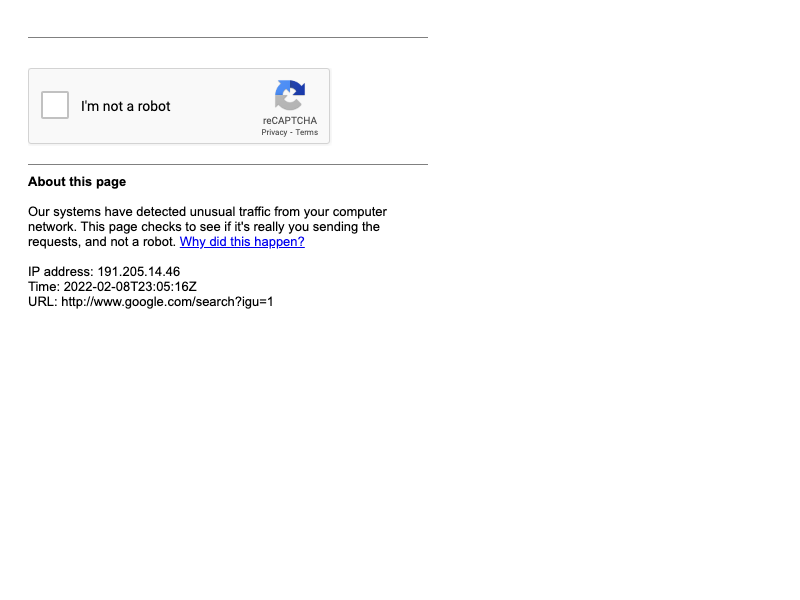 I'm not a robot
reCAPTCHA
Privacy - Terms
About this page
Our systems have detected unusual traffic from your computer
network. This page checks to see if it's really you sending the
requests, and not a robot. Why did this happen?
IP address: 191.205.14.46
Time: 2022-02-08T23:05:16Z
URL: http://www.google.com/search?igu=1